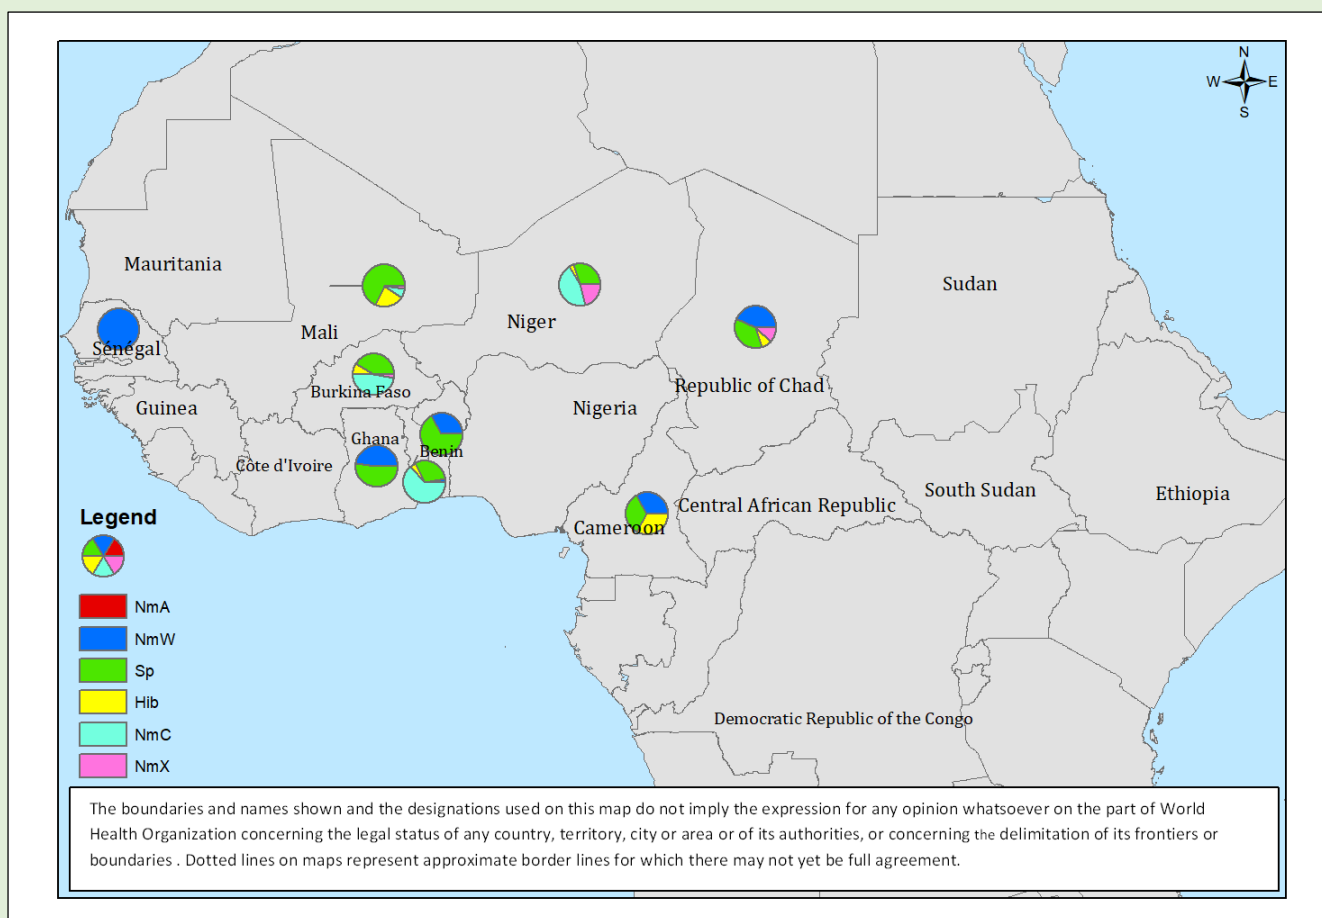 N
W E
S
Mauritania
Sudan
Niger
Mali
Sénégal
Republic of Chad
Burkina Faso
Guinea
Nigeria
Ghana
Benin
Côte d'Ivoire
South Sudan
Ethiopia
Central African Republic
Cameroon
Legend
NmA
NmW
Sp
Hib
NmC
NmX
Democratic Republic of the Congo
The boundaries and names shown and the designations used on this map do not imply the expression for any opinion whatsoever on the part of World
Health Organization concerning the legal status of any country, territory, city or area or of its authorities, or concerning the delimitation of its frontiers or
boundaries . Dotted lines on maps represent approximate border lines for which there may not yet be full agreement.